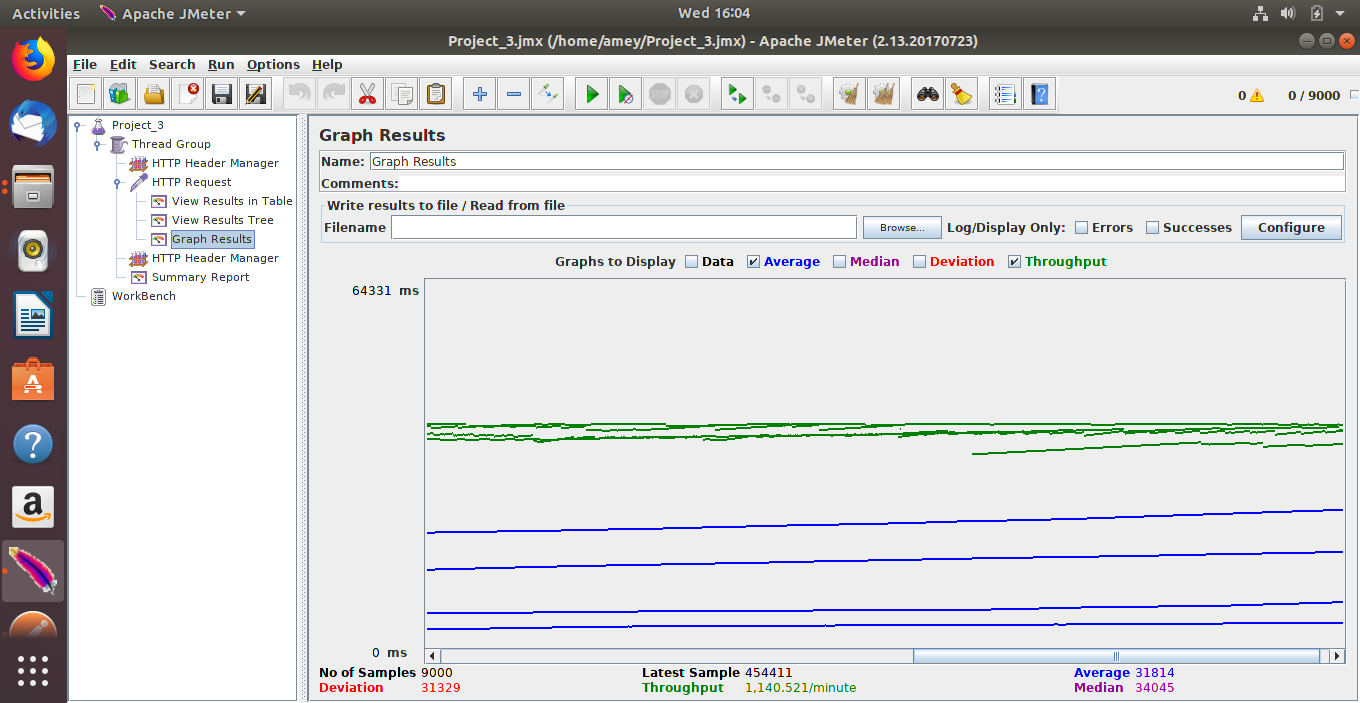 Activities Apache JMeter Wed 16:04
Project_3.jmx (/home/amey/Project_3.jmx) - Apache JMeter (2.13.20170723)
File Edit Search Run Options Help
STOP 0 0 / 9000
Project_3
Thread Group
HTTP Header Manager
HTTP Request
View Results in Table
View Results Tree
Graph Results
HTTP Header Manager
Summary Report
WorkBench
Graph Results
Name: Graph Results
Comments:
Write results to file / Read from file
Filename Browse... Log/Display Only: Errors Successes Configure
Graphs to Display Data Average Median Deviation Throughput
64331 ms
0 ms
No of Samples 9000 Latest Sample 454411 Average 31814
Deviation 31329 Throughput 1,140.521/minute Median 34045